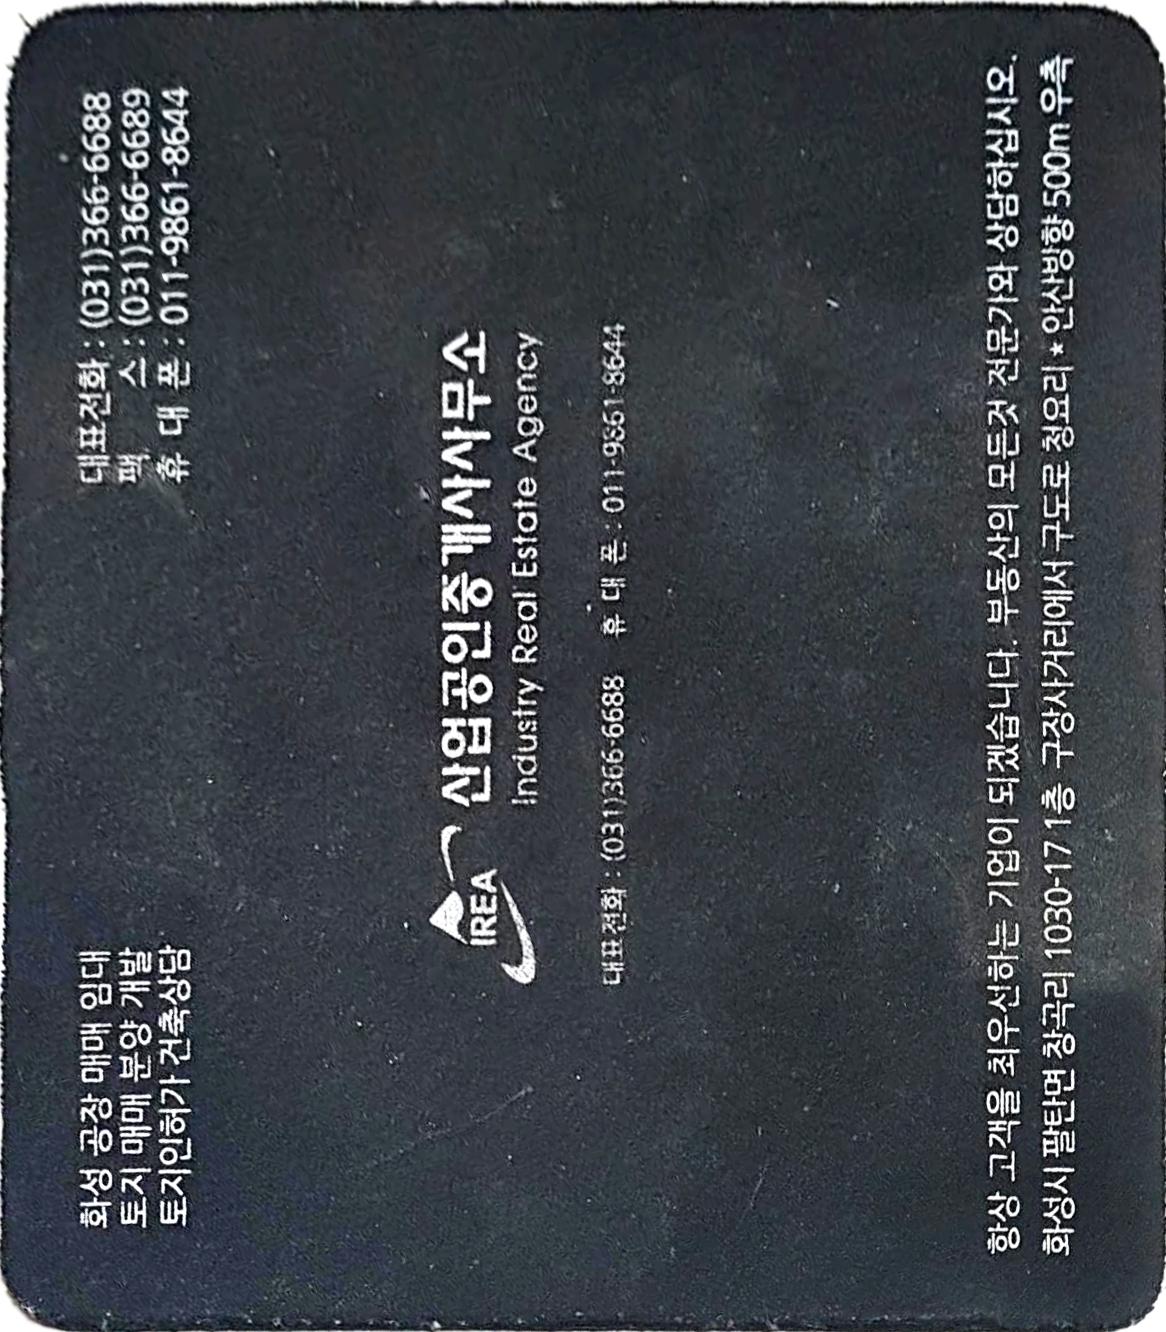 화성 공장 매매 임대
토지 매매 분양 개발
토지인허가 건축상담
대표전화 : (031)366-6688
팩 스 : (031)366-6689
휴 대 폰 : 011-9861-8644
IREA
산업공인중개사사무소
Industry Real Estate Agency
대표전화 : (031)366-6688 휴 대 폰 : 011-9861-8644
항상 고객을 최우선하는 기업이 되겠습니다. 부동산의 모든것 전문가와 상담하십시오.
화성시 팔탄면 창곡리 1030-17 1층 구장사거리에서 구도로 청요리 * 안산방향 500m 우측